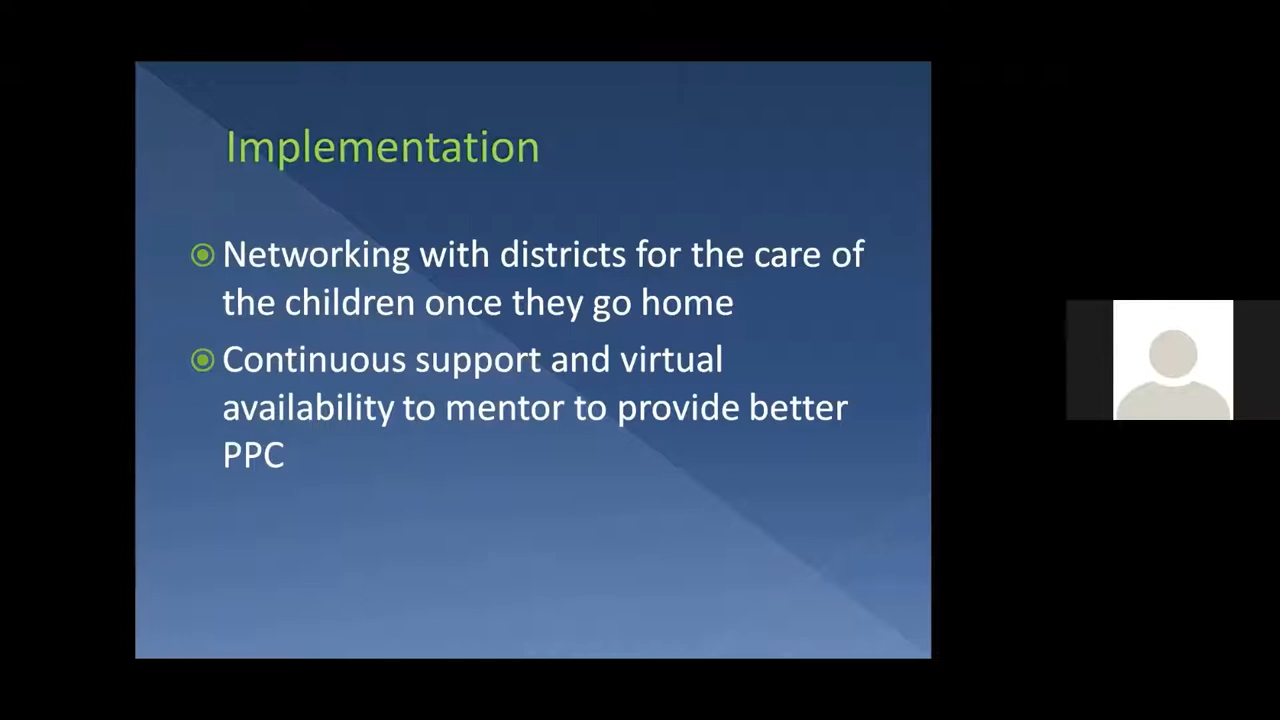 Implementation
Networking with districts for the care of
the children once they go home
Continuous support and virtual
availability to mentor to provide better
PPC